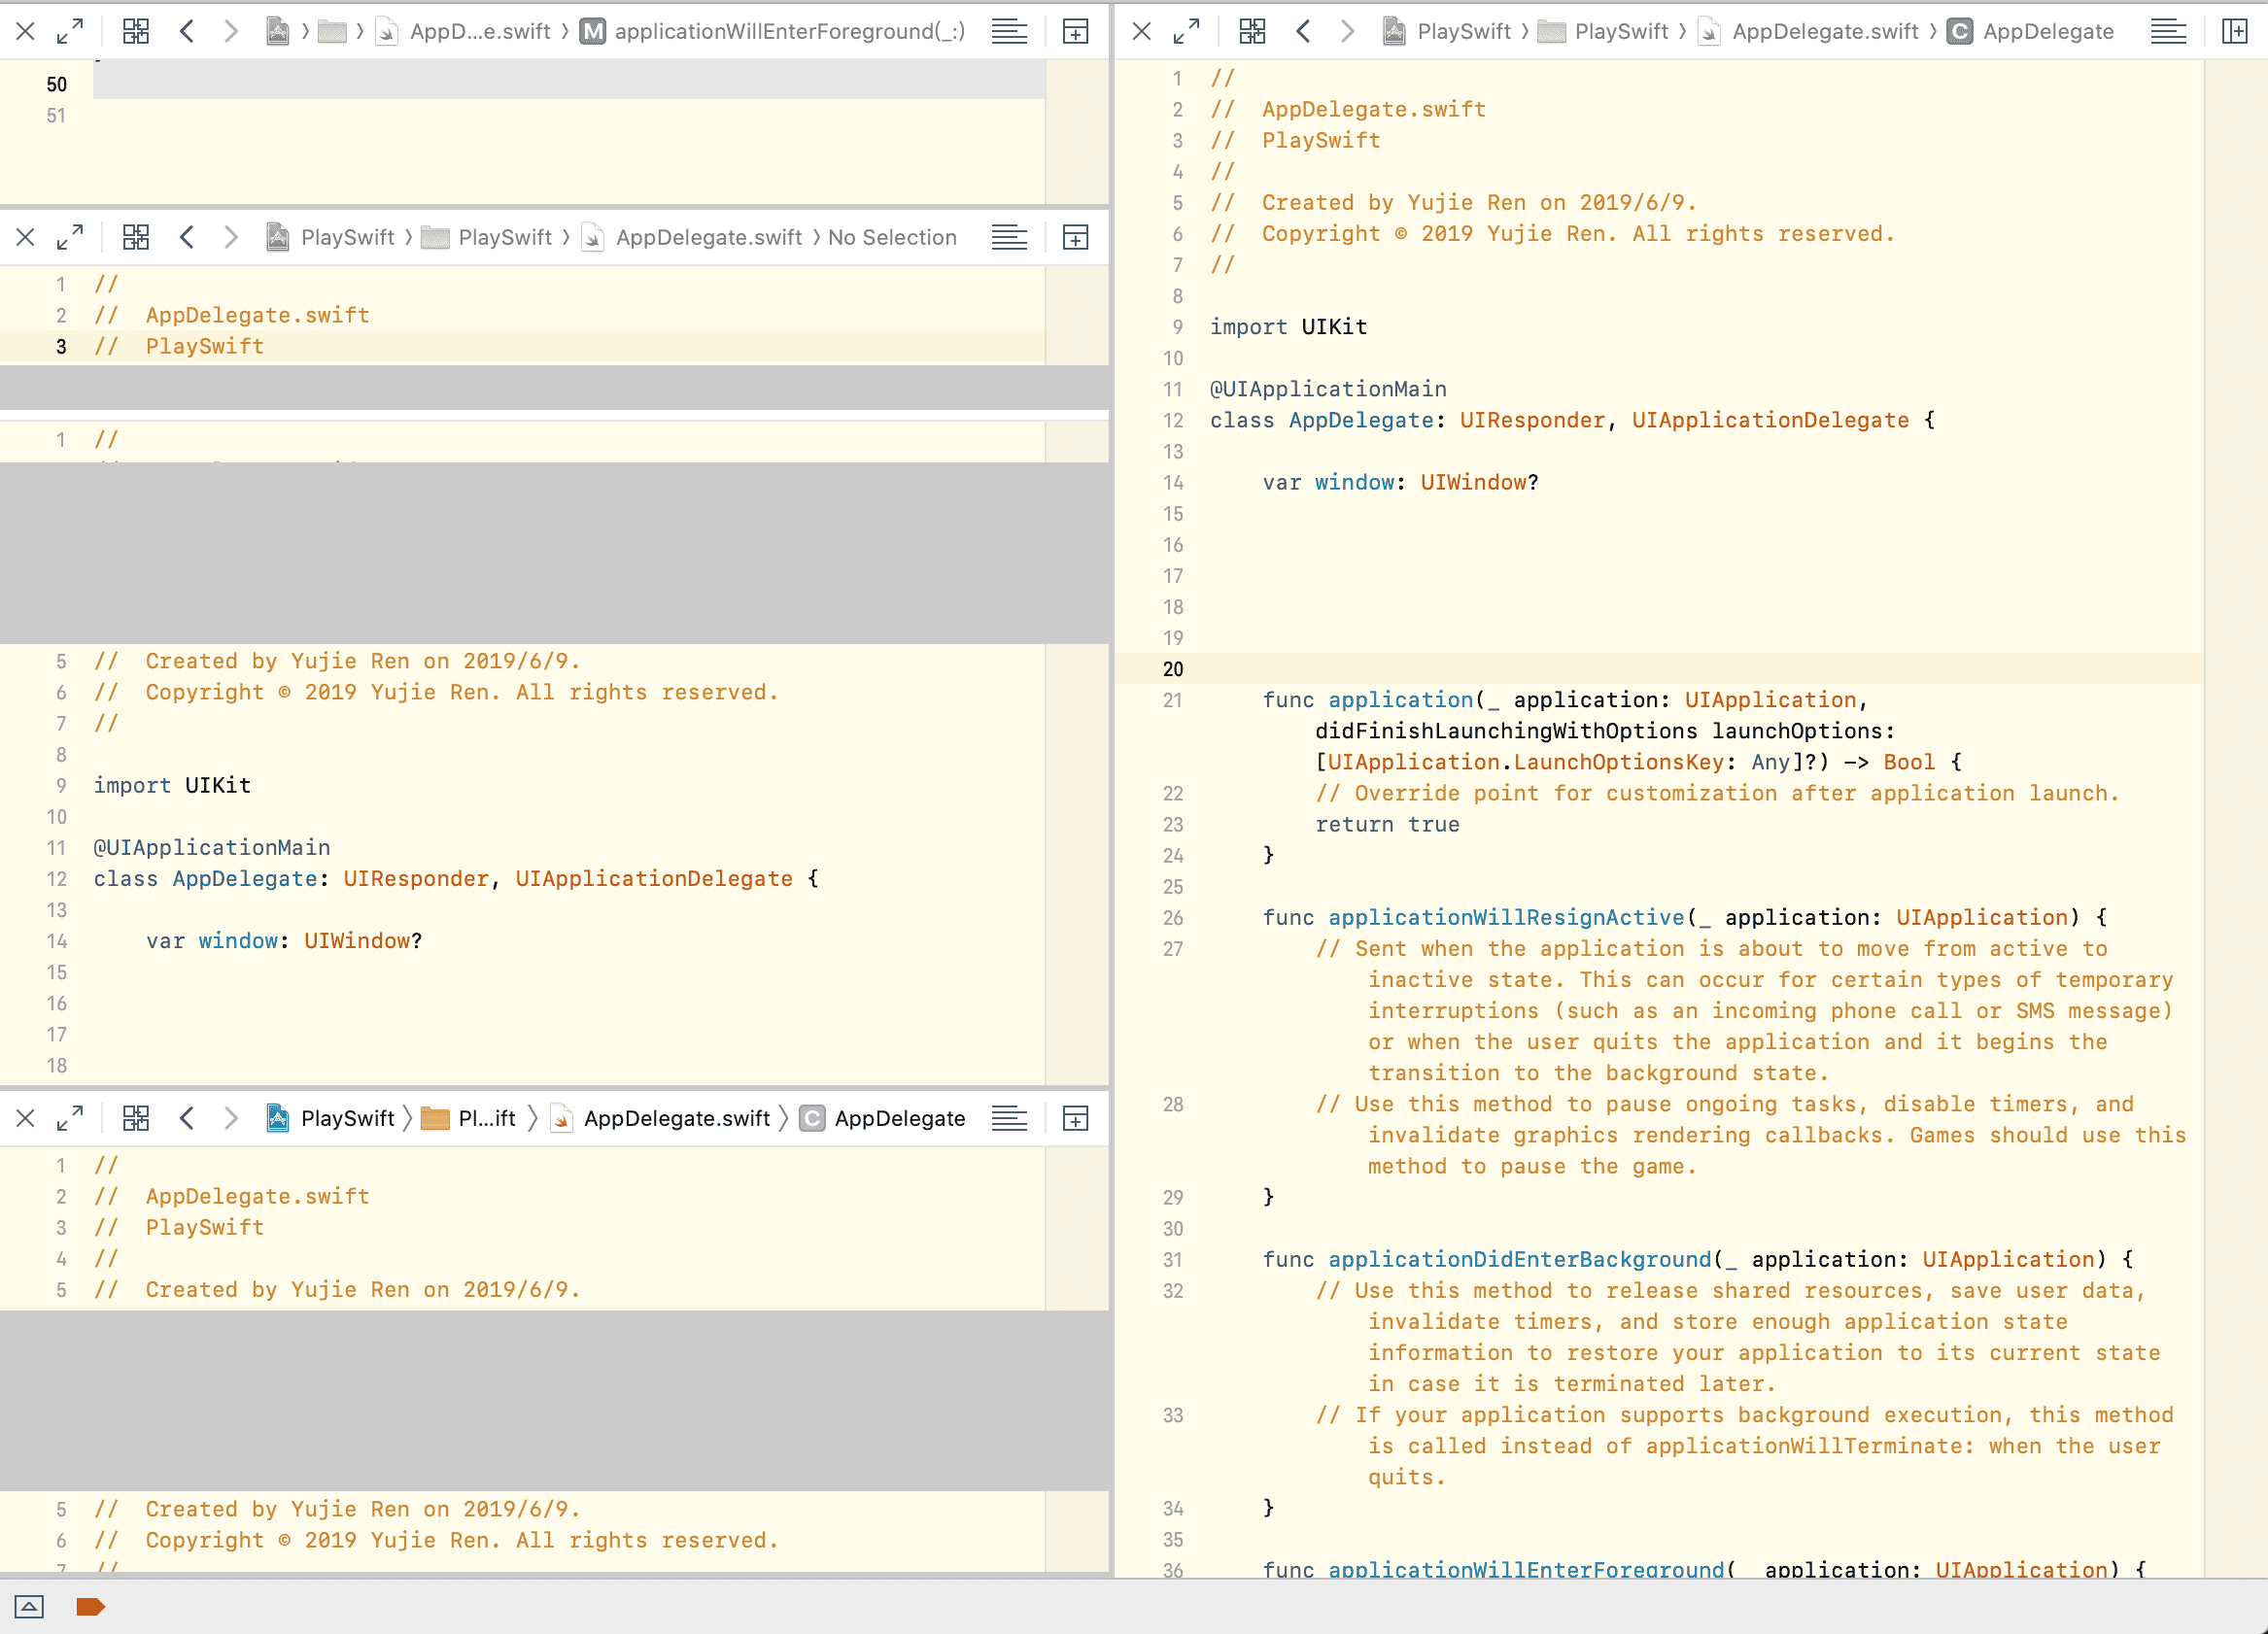 AppD...e.swift 〉 M applicationWillEnterForeground(_:)
50
51
PlaySwift 〉 PlaySwift 〉 AppDelegate.swift 〉 No Selection
1 //
2 //  AppDelegate.swift
3 //  PlaySwift
1 //
5 //  Created by Yujie Ren on 2019/6/9.
6 //  Copyright © 2019 Yujie Ren. All rights reserved.
7 //
8
9 import UIKit
10
11 @UIApplicationMain
12 class AppDelegate: UIResponder, UIApplicationDelegate {
13
14     var window: UIWindow?
15
16
17
18
PlaySwift 〉 Pl...ift 〉 AppDelegate.swift 〉 C AppDelegate
1 //
2 //  AppDelegate.swift
3 //  PlaySwift
4 //
5 //  Created by Yujie Ren on 2019/6/9.
5 //  Created by Yujie Ren on 2019/6/9.
6 //  Copyright © 2019 Yujie Ren. All rights reserved.
7 //
PlaySwift 〉 PlaySwift 〉 AppDelegate.swift 〉 C AppDelegate
1 //
2 //  AppDelegate.swift
3 //  PlaySwift
4 //
5 //  Created by Yujie Ren on 2019/6/9.
6 //  Copyright © 2019 Yujie Ren. All rights reserved.
7 //
8
9 import UIKit
10
11 @UIApplicationMain
12 class AppDelegate: UIResponder, UIApplicationDelegate {
13
14     var window: UIWindow?
15
16
17
18
19
20
21     func application(_ application: UIApplication,
didFinishLaunchingWithOptions launchOptions:
[UIApplication.LaunchOptionsKey: Any]?) -> Bool {
22         // Override point for customization after application launch.
23         return true
24     }
25
26     func applicationWillResignActive(_ application: UIApplication) {
27         // Sent when the application is about to move from active to
inactive state. This can occur for certain types of temporary
interruptions (such as an incoming phone call or SMS message)
or when the user quits the application and it begins the
transition to the background state.
28         // Use this method to pause ongoing tasks, disable timers, and
invalidate graphics rendering callbacks. Games should use this
method to pause the game.
29     }
30
31     func applicationDidEnterBackground(_ application: UIApplication) {
32         // Use this method to release shared resources, save user data,
invalidate timers, and store enough application state
information to restore your application to its current state
in case it is terminated later.
33         // If your application supports background execution, this method
is called instead of applicationWillTerminate: when the user
quits.
34     }
35
36     func applicationWillEnterForeground(_ application: UIApplication) {